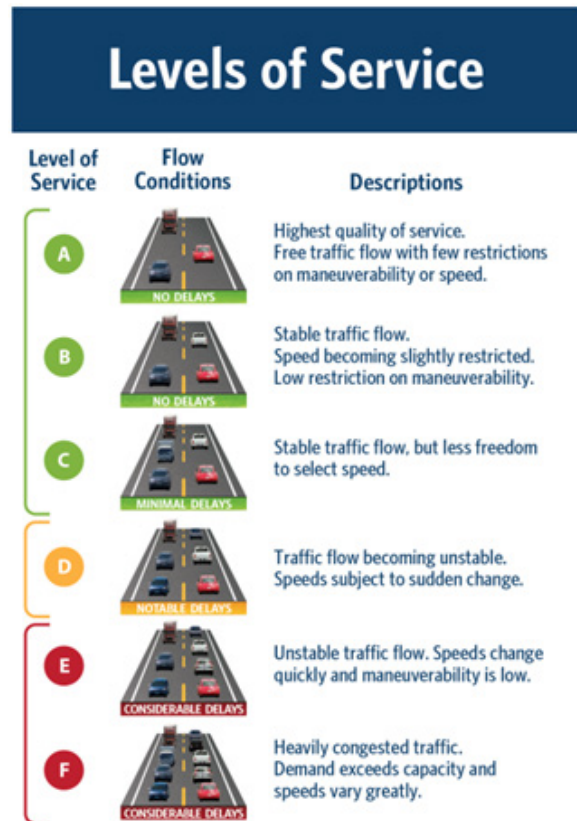 Levels of Service
Level of
Service
Flow
Conditions
Descriptions
A
NO DELAYS
Highest quality of service.
Free traffic flow with few restrictions
on maneuverability or speed.
B
NO DELAYS
Stable traffic flow.
Speed becoming slightly restricted.
Low restriction on maneuverability.
C
MINIMAL DELAYS
Stable traffic flow, but less freedom
to select speed.
D
NOTABLE DELAYS
Traffic flow becoming unstable.
Speeds subject to sudden change.
E
CONSIDERABLE DELAYS
Unstable traffic flow. Speeds change
quickly and maneuverability is low.
F
CONSIDERABLE DELAYS
Heavily congested traffic.
Demand exceeds capacity and
speeds vary greatly.